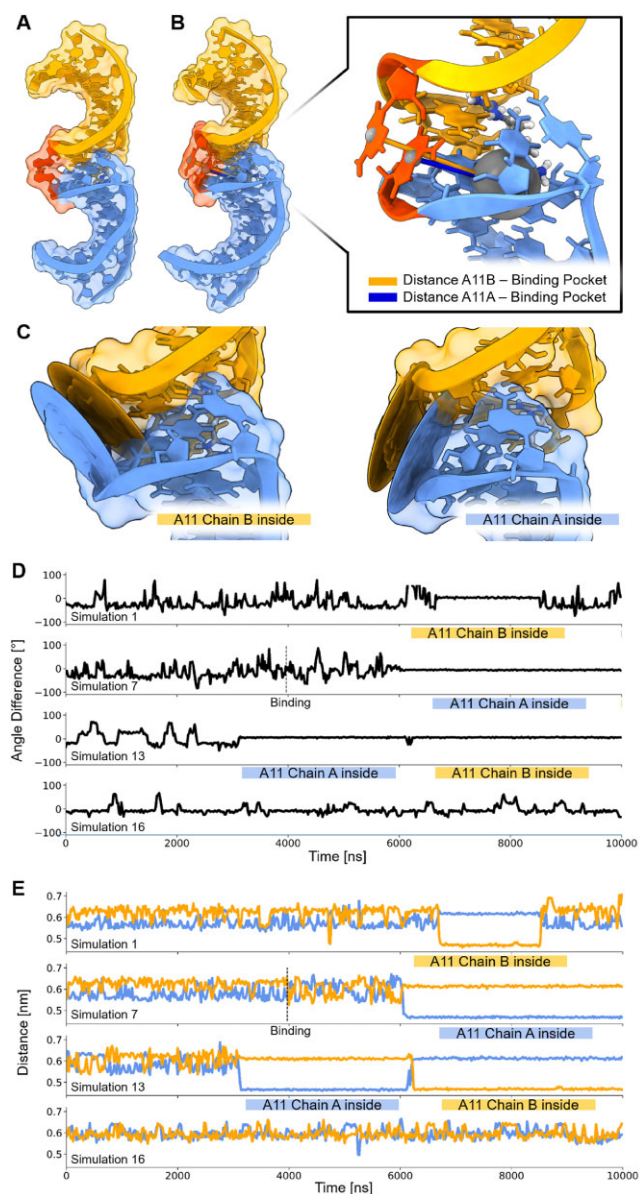 A
B
Distance A11B – Binding Pocket
Distance A11A – Binding Pocket
C
A11 Chain B inside
A11 Chain A inside
D
Angle Difference [°]
100
0
−100
Simulation 1
A11 Chain B inside
100
0
−100
Simulation 7
Binding
A11 Chain A inside
100
0
−100
Simulation 13
A11 Chain A inside
A11 Chain B inside
100
0
−100
Simulation 16
0
2000
4000
6000
8000
10000
Time [ns]
E
Distance [nm]
0.7
0.6
0.5
Simulation 1
A11 Chain B inside
0.7
0.6
0.5
Simulation 7
Binding
A11 Chain A inside
0.7
0.6
0.5
Simulation 13
A11 Chain A inside
A11 Chain B inside
0.7
0.6
0.5
Simulation 16
0
2000
4000
6000
8000
10000
Time [ns]